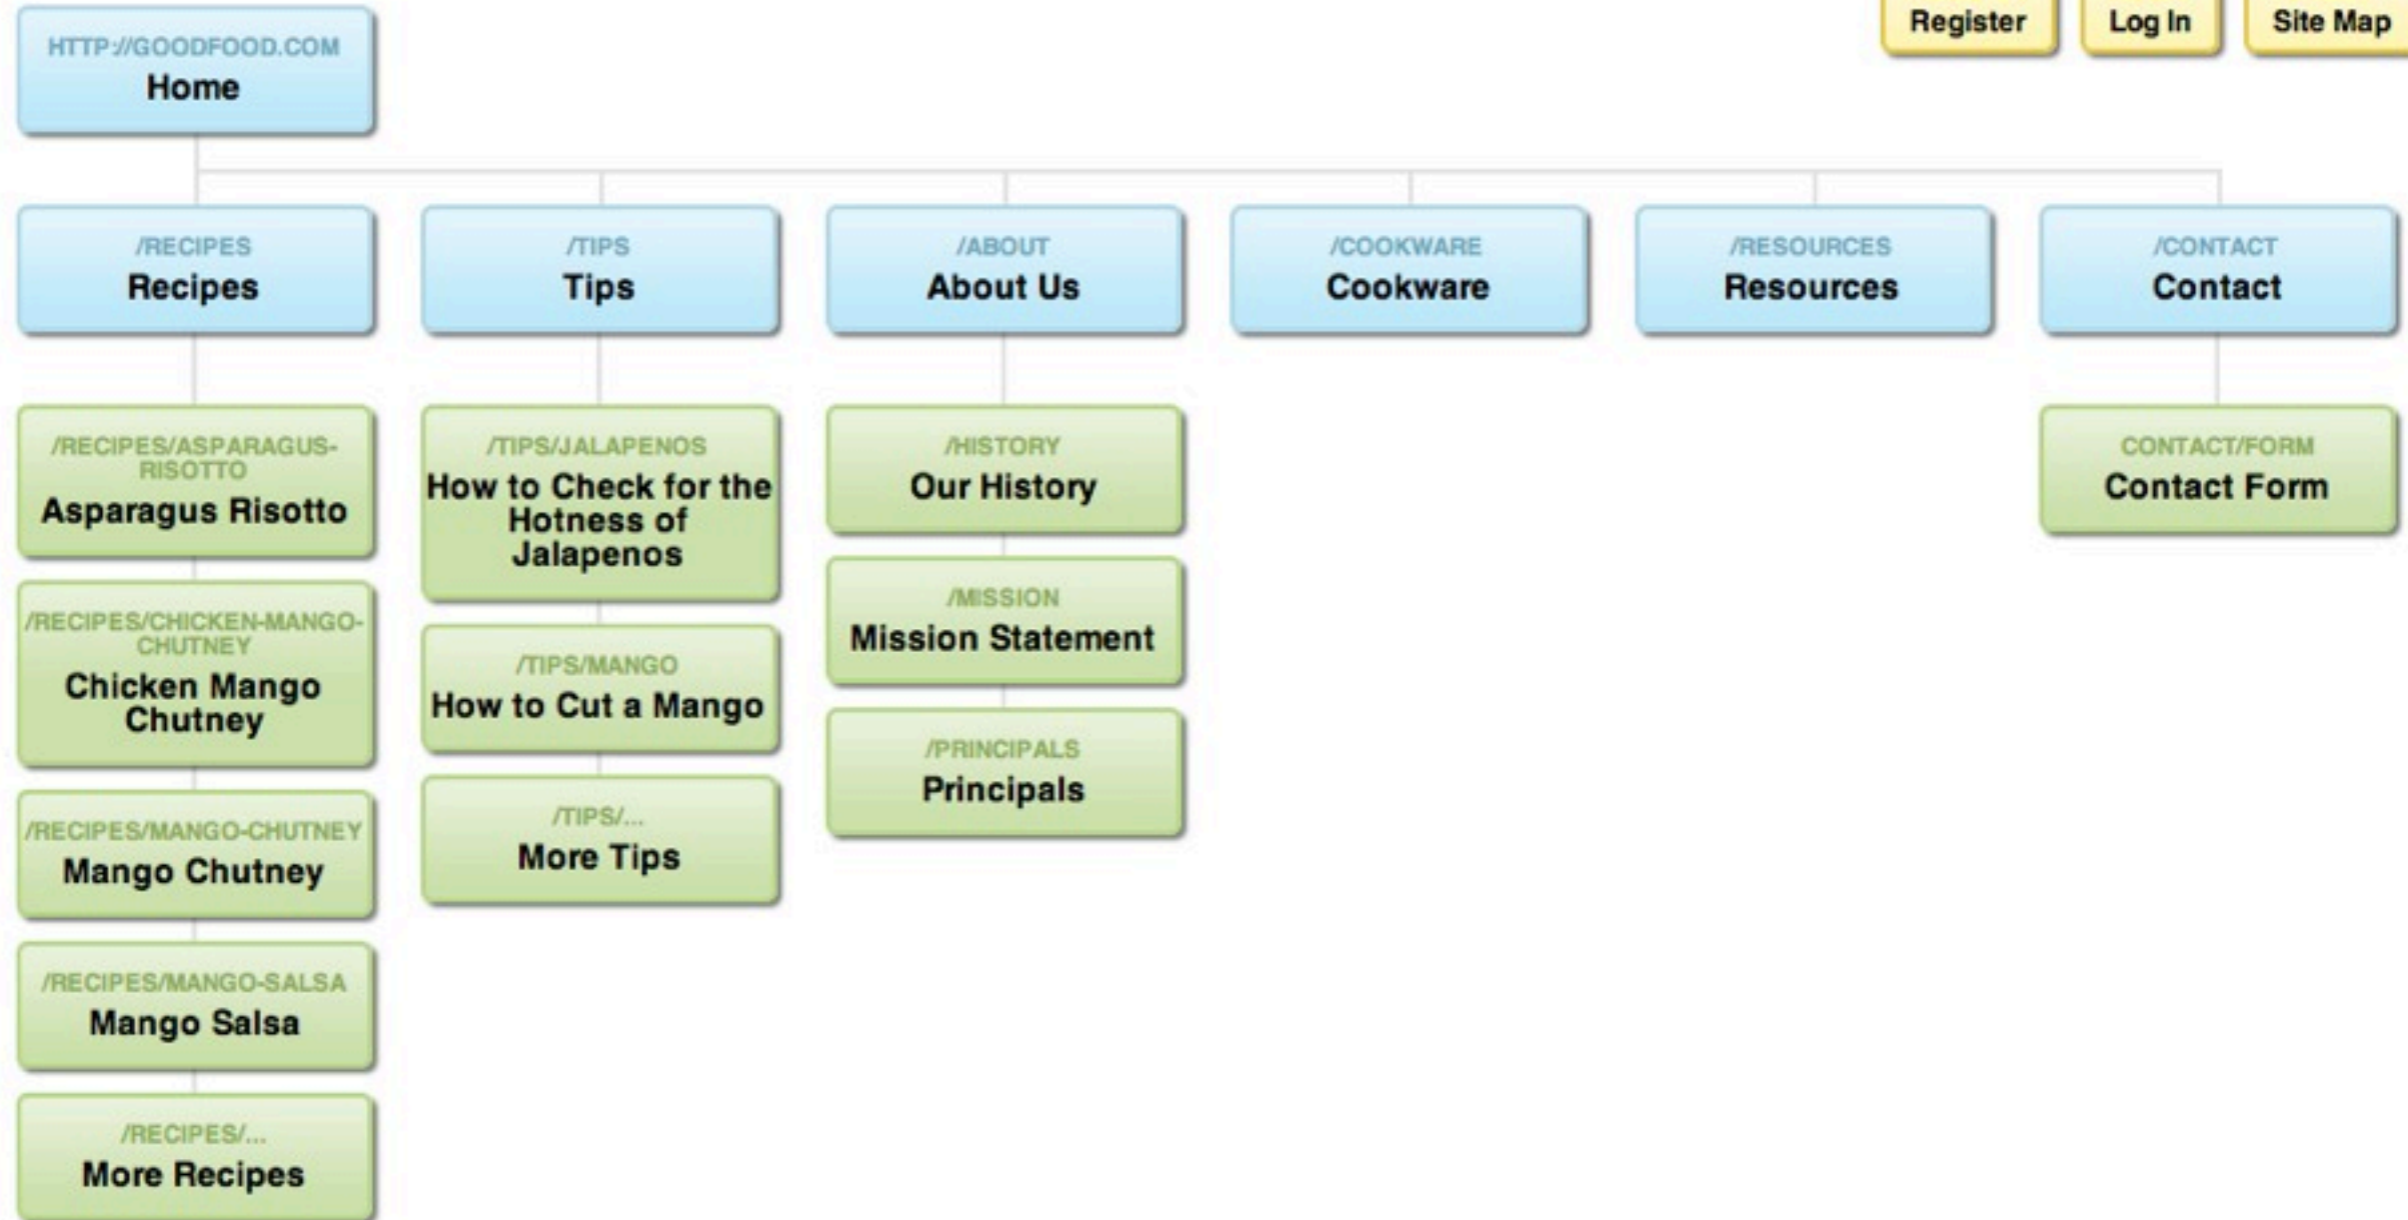 HTTP://GOODFOOD.COM
Home
Register
Log In
Site Map
/RECIPES
Recipes
/TIPS
Tips
/ABOUT
About Us
/COOKWARE
Cookware
/RESOURCES
Resources
/CONTACT
Contact
/RECIPES/ASPARAGUS-
RISOTTO
Asparagus Risotto
/RECIPES/CHICKEN-MANGO-
CHUTNEY
Chicken Mango
Chutney
/RECIPES/MANGO-CHUTNEY
Mango Chutney
/RECIPES/MANGO-SALSA
Mango Salsa
/RECIPES/...
More Recipes
/TIPS/JALAPENOS
How to Check for the
Hotness of
Jalapenos
/TIPS/MANGO
How to Cut a Mango
/TIPS/...
More Tips
/HISTORY
Our History
/MISSION
Mission Statement
/PRINCIPALS
Principals
CONTACT/FORM
Contact Form